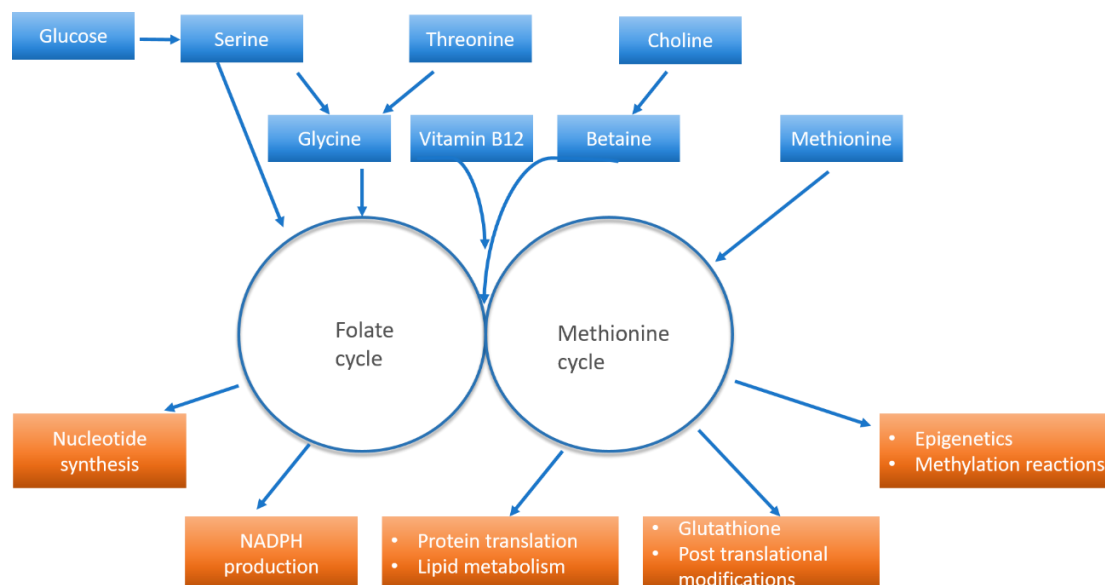 Glucose
Serine
Threonine
Choline
Glycine
Vitamin B12
Betaine
Methionine
Folate
cycle
Methionine
cycle
Nucleotide
synthesis
• Epigenetics
• Methylation reactions
NADPH
production
• Protein translation
• Lipid metabolism
• Glutathione
• Post translational
modifications